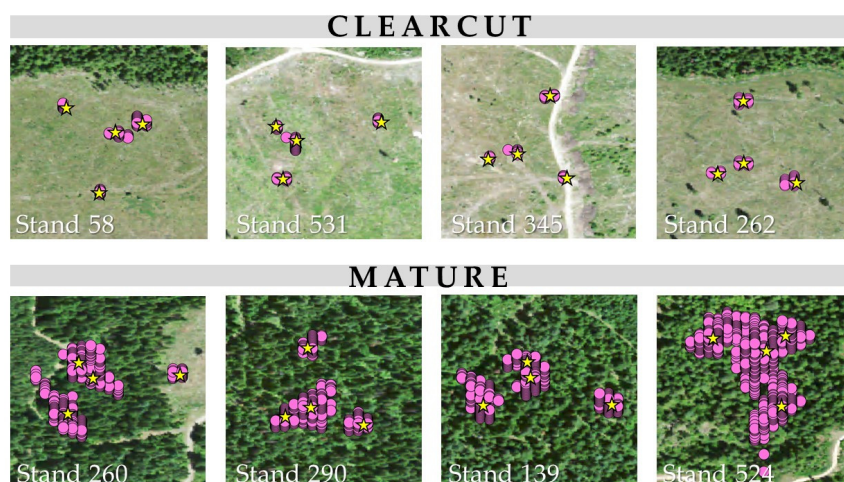 CLEARCUT
Stand 58
Stand 531
Stand 345
Stand 262
MATURE
Stand 260
Stand 290
Stand 139
Stand 524